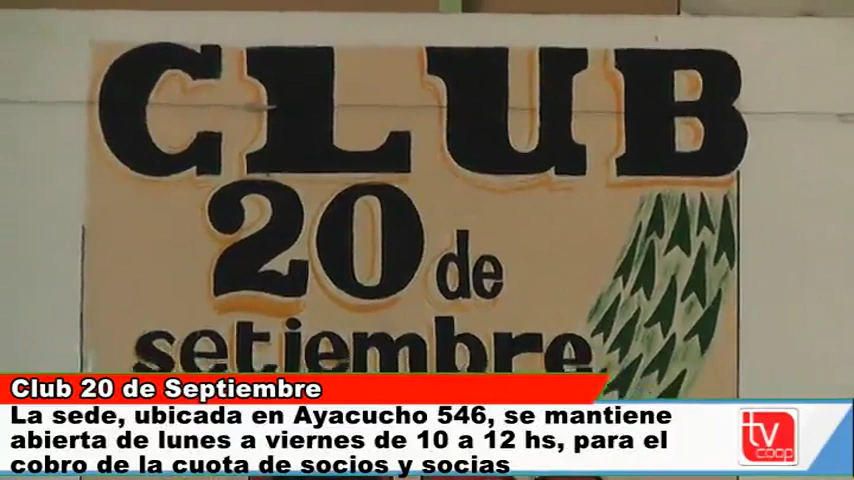 CLUB
20 de
setiembre
Club 20 de Septiembre
La sede, ubicada en Ayacucho 546, se mantiene
abierta de lunes a viernes de 10 a 12 hs, para el
cobro de la cuota de socios y socias
tv
coop